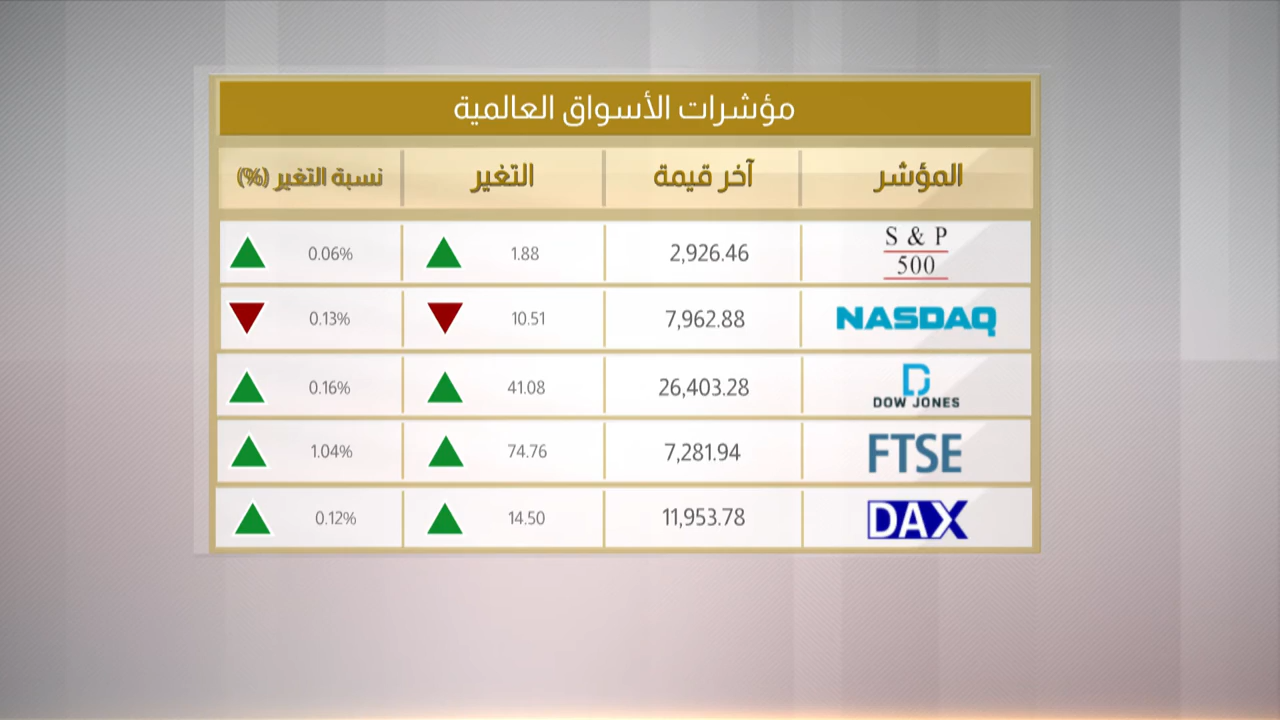 مؤشرات الأسواق العالمية
المؤشر آخر قيمة التغير نسبة التغير (%)
S & P
500
2,926.46 1.88 0.06%
NASDAQ 7,962.88 10.51 0.13%
DOW JONES 26,403.28 41.08 0.16%
FTSE 7,281.94 74.76 1.04%
DAX 11,953.78 14.50 0.12%